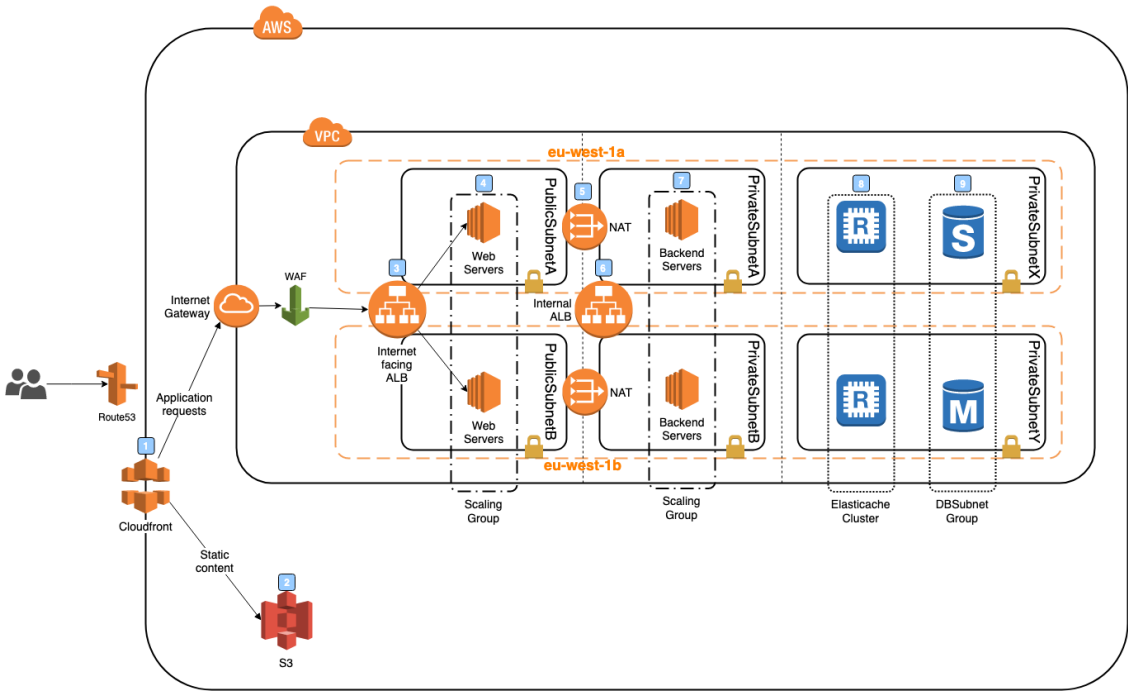 AWS
VPC
eu-west-1a
4
5
7
8
9
PublicSubnetA
PrivateSubnetA
PrivateSubnetX
R
S
NAT
Web
Servers
Backend
Servers
3
6
WAF
Internet
Gateway
Internal
ALB
Internet
facing
ALB
PublicSubnetB
PrivateSubnetB
PrivateSubnetY
R
M
NAT
Web
Servers
Backend
Servers
eu-west-1b
Route53
Application
requests
1
Cloudfront
Scaling
Group
Scaling
Group
Elasticache
Cluster
DBSubnet
Group
Static
content
2
S3